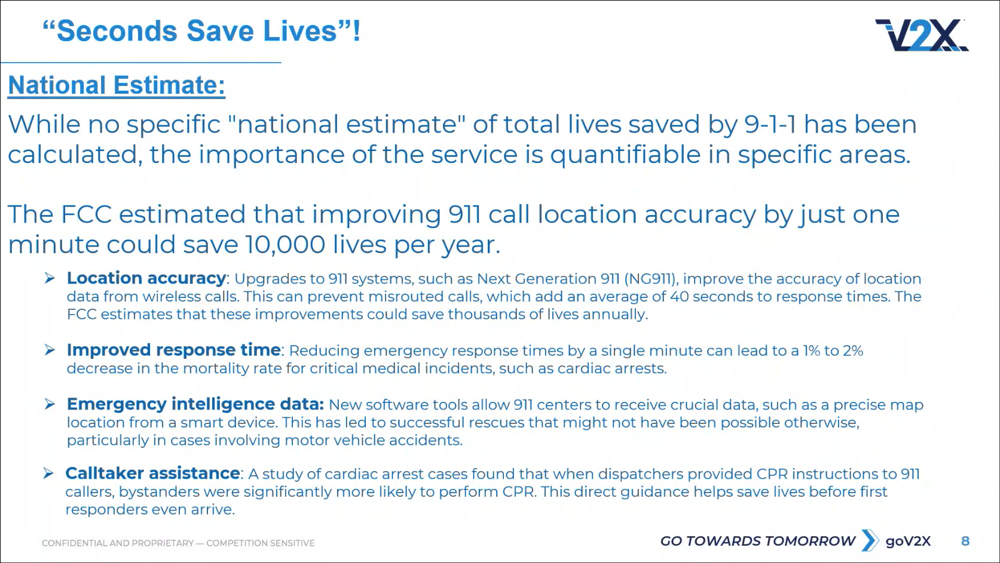 “Seconds Save Lives”!
V2X
National Estimate:
While no specific "national estimate" of total lives saved by 9-1-1 has been
calculated, the importance of the service is quantifiable in specific areas.
The FCC estimated that improving 911 call location accuracy by just one
minute could save 10,000 lives per year.
➢ Location accuracy: Upgrades to 911 systems, such as Next Generation 911 (NG911), improve the accuracy of location
data from wireless calls. This can prevent misrouted calls, which add an average of 40 seconds to response times. The
FCC estimates that these improvements could save thousands of lives annually.
➢ Improved response time: Reducing emergency response times by a single minute can lead to a 1% to 2%
decrease in the mortality rate for critical medical incidents, such as cardiac arrests.
➢ Emergency intelligence data: New software tools allow 911 centers to receive crucial data, such as a precise map
location from a smart device. This has led to successful rescues that might not have been possible otherwise,
particularly in cases involving motor vehicle accidents.
➢ Calltaker assistance: A study of cardiac arrest cases found that when dispatchers provided CPR instructions to 911
callers, bystanders were significantly more likely to perform CPR. This direct guidance helps save lives before first
responders even arrive.
CONFIDENTIAL AND PROPRIETARY — COMPETITION SENSITIVE
GO TOWARDS TOMORROW goV2X 8